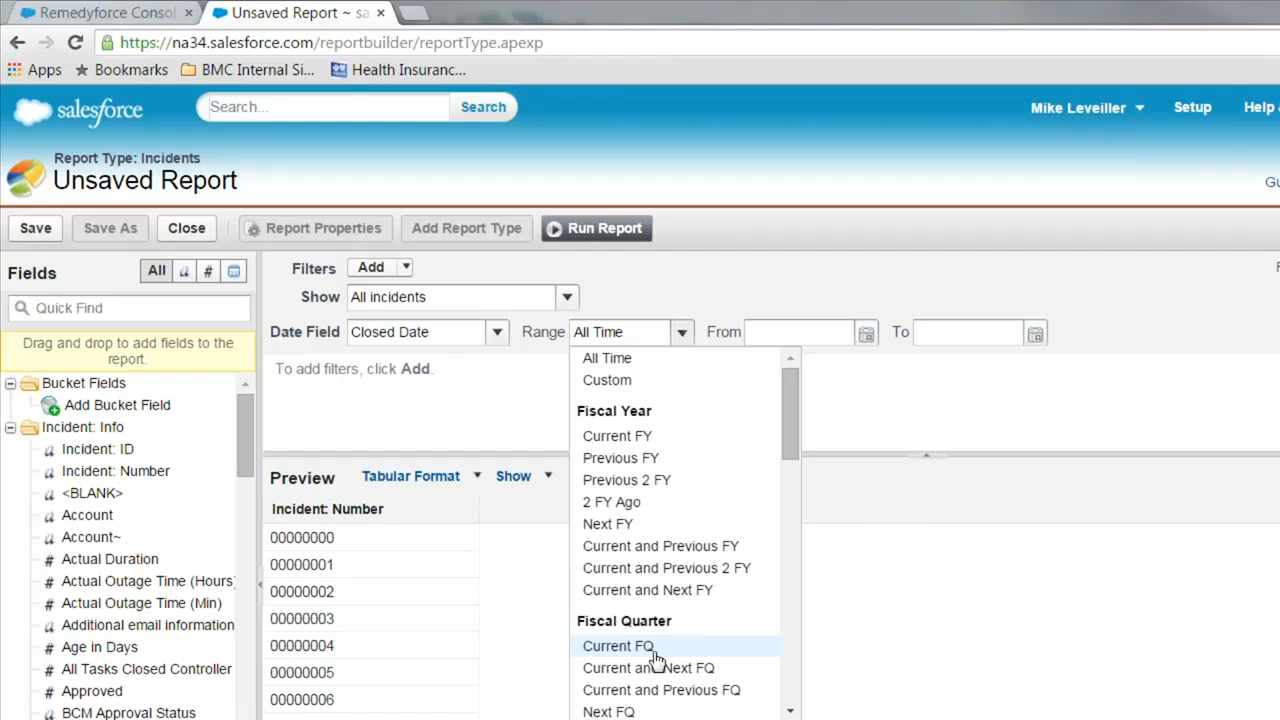 Remedyforce Consol
Unsaved Report ~ sa
https://na34.salesforce.com/reportbuilder/reportType.apexp
Apps Bookmarks BMC Internal Si... Health Insuranc...
salesforce Search... Search Mike Leveiller Setup Help
Report Type: Incidents
Unsaved Report
Save Save As Close Report Properties Add Report Type Run Report
Fields All a #
Filters Add
Show All incidents
Quick Find
Date Field Closed Date Range All Time From To
Drag and drop to add fields to the
report.
To add filters, click Add.
Bucket Fields
Add Bucket Field
Incident: Info
a Incident: ID
a Incident: Number
a <BLANK>
a Account
a Account~
# Actual Duration
# Actual Outage Time (Hours)
# Actual Outage Time (Min)
a Additional email information
# Age in Days
a All Tasks Closed Controller
a Approved
a BCM Approval Status
All Time
Custom
Fiscal Year
Current FY
Previous FY
Previous 2 FY
2 FY Ago
Next FY
Current and Previous FY
Current and Previous 2 FY
Current and Next FY
Fiscal Quarter
Current FQ
Current and Next FQ
Current and Previous FQ
Next FQ
Preview Tabular Format Show
Incident: Number
00000000
00000001
00000002
00000003
00000004
00000005
00000006